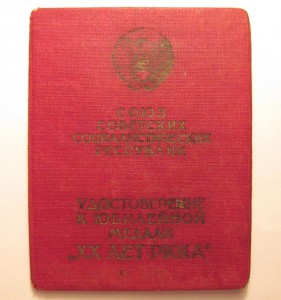 СОЮЗ
СОВЕТСКИХ
СОЦИАЛИСТИЧЕСКИХ
РЕСПУБЛИК
УДОСТОВЕРЕНИЕ
К ЮБИЛЕЙНОЙ
МЕДАЛИ
„XX ЛЕТ РККА"